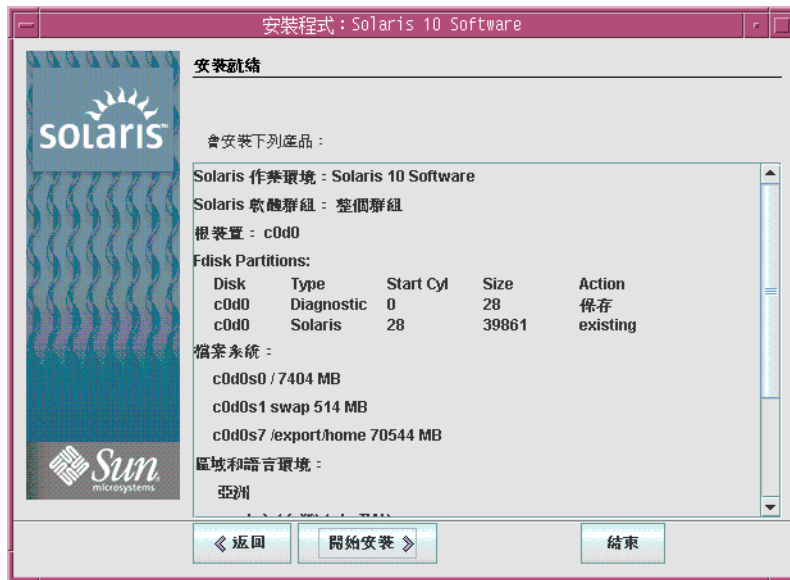 安裝程式：Solaris 10 Software
solaris
安裝就緒
會安裝下列產品：
Solaris 作業環境：Solaris 10 Software
Solaris 軟體群組： 整個群組
根裝置： c0d0
Fdisk Partitions:
Disk Type Start Cyl Size Action
c0d0 Diagnostic 0 28 保存
c0d0 Solaris 28 39861 existing
檔案系統：
c0d0s0 / 7404 MB
c0d0s1 swap 514 MB
c0d0s7 /export/home 70544 MB
區域和語言環境：
亞洲
Sun
microsystems
返回
開始安裝
結束